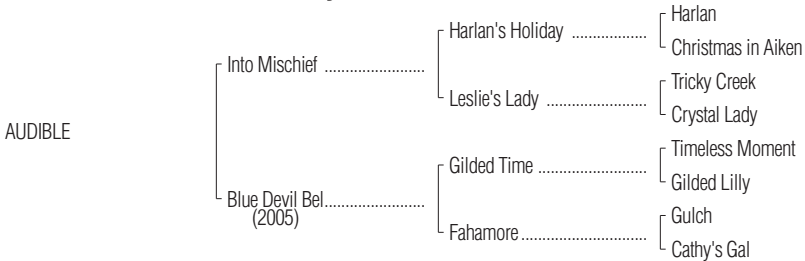 Harlan
Harlan's Holiday ...................
Christmas in Aiken
Into Mischief .........................
Tricky Creek
Leslie's Lady .........................
Crystal Lady
AUDIBLE
Timeless Moment
Gilded Time ...........................
Gilded Lilly
Blue Devil Bel.........................
(2005)
Gulch
Fahamore...............................
Cathy's Gal